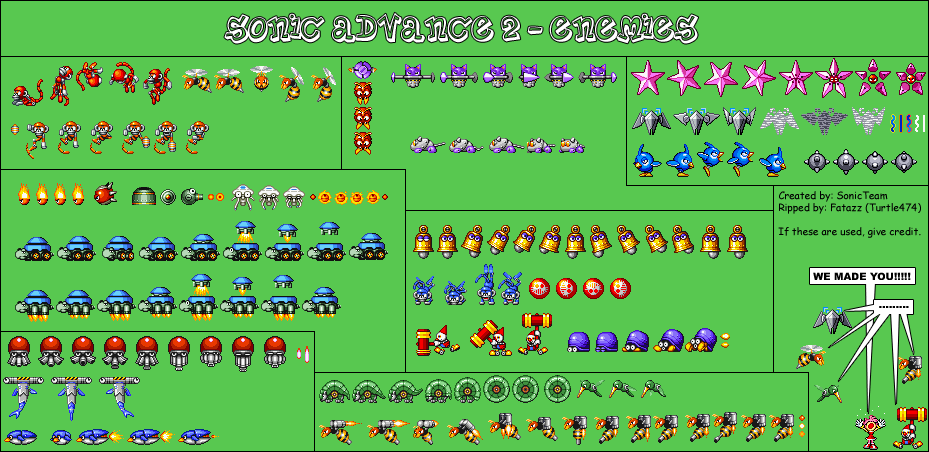 SONIC ADVANCE 2 - ENEMIES
Created by: SonicTeam
Ripped by: Fatazz (Turtle474)
If these are used, give credit.
WE MADE YOU!!!!!
.........